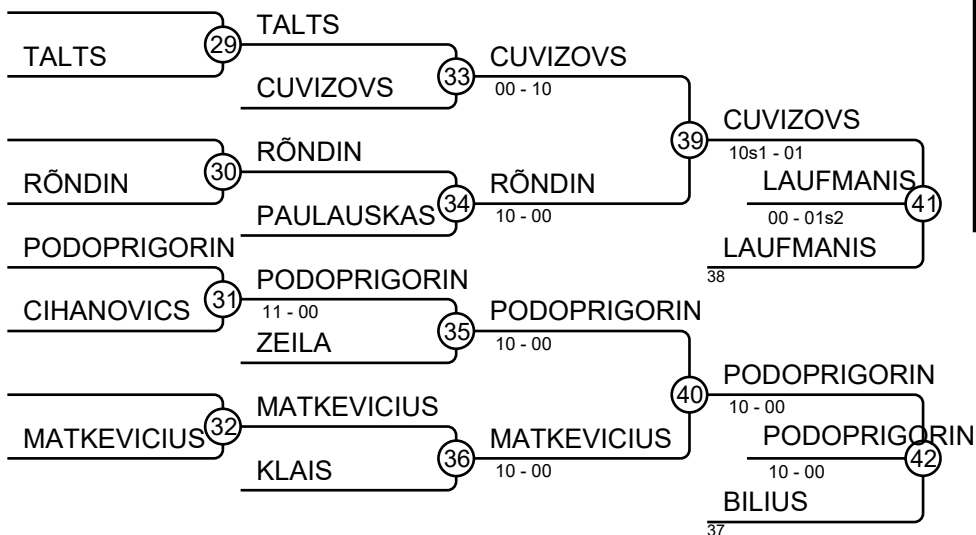 TALTS
29
TALTS
CUVIZOVS
33
CUVIZOVS
00 - 10
RÕNDIN
30
RÕNDIN
PAULAUSKAS
34
RÕNDIN
10 - 00
39
CUVIZOVS
10s1 - 01
LAUFMANIS
00 - 01s2
41
LAUFMANIS
38
PODOPRIGORIN
CIHANOVICS
31
PODOPRIGORIN
11 - 00
ZEILA
35
PODOPRIGORIN
10 - 00
MATKEVICIUS
32
MATKEVICIUS
KLAIS
36
MATKEVICIUS
10 - 00
40
PODOPRIGORIN
10 - 00
PODOPRIGORIN
10 - 00
42
BILIUS
37